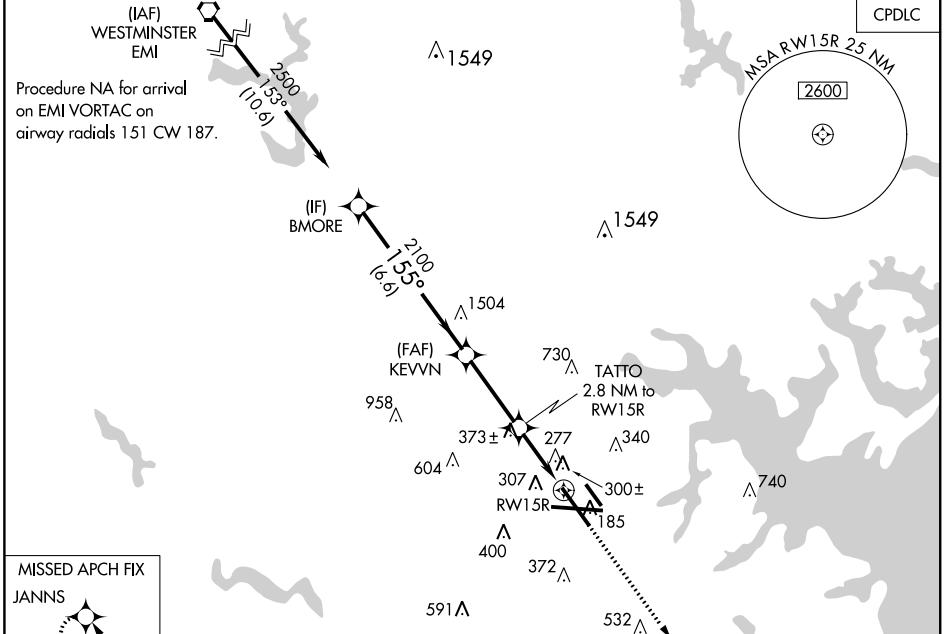 (IAF)
WESTMINSTER
EMI
Procedure NA for arrival
on EMI VORTAC on
airway radials 151 CW 187.
2500
153°
(10.6)
1549
CPDLC
MSA RW15R 25 NM
2600
(IF)
BMORE
1549
2100
155°
(6.6)
1504
(FAF)
KEVVN
730
TATTO
2.8 NM to
RW15R
958
373±
277
340
604
307
300±
740
RW15R
185
400
372
MISSED APCH FIX
JANNS
591
532